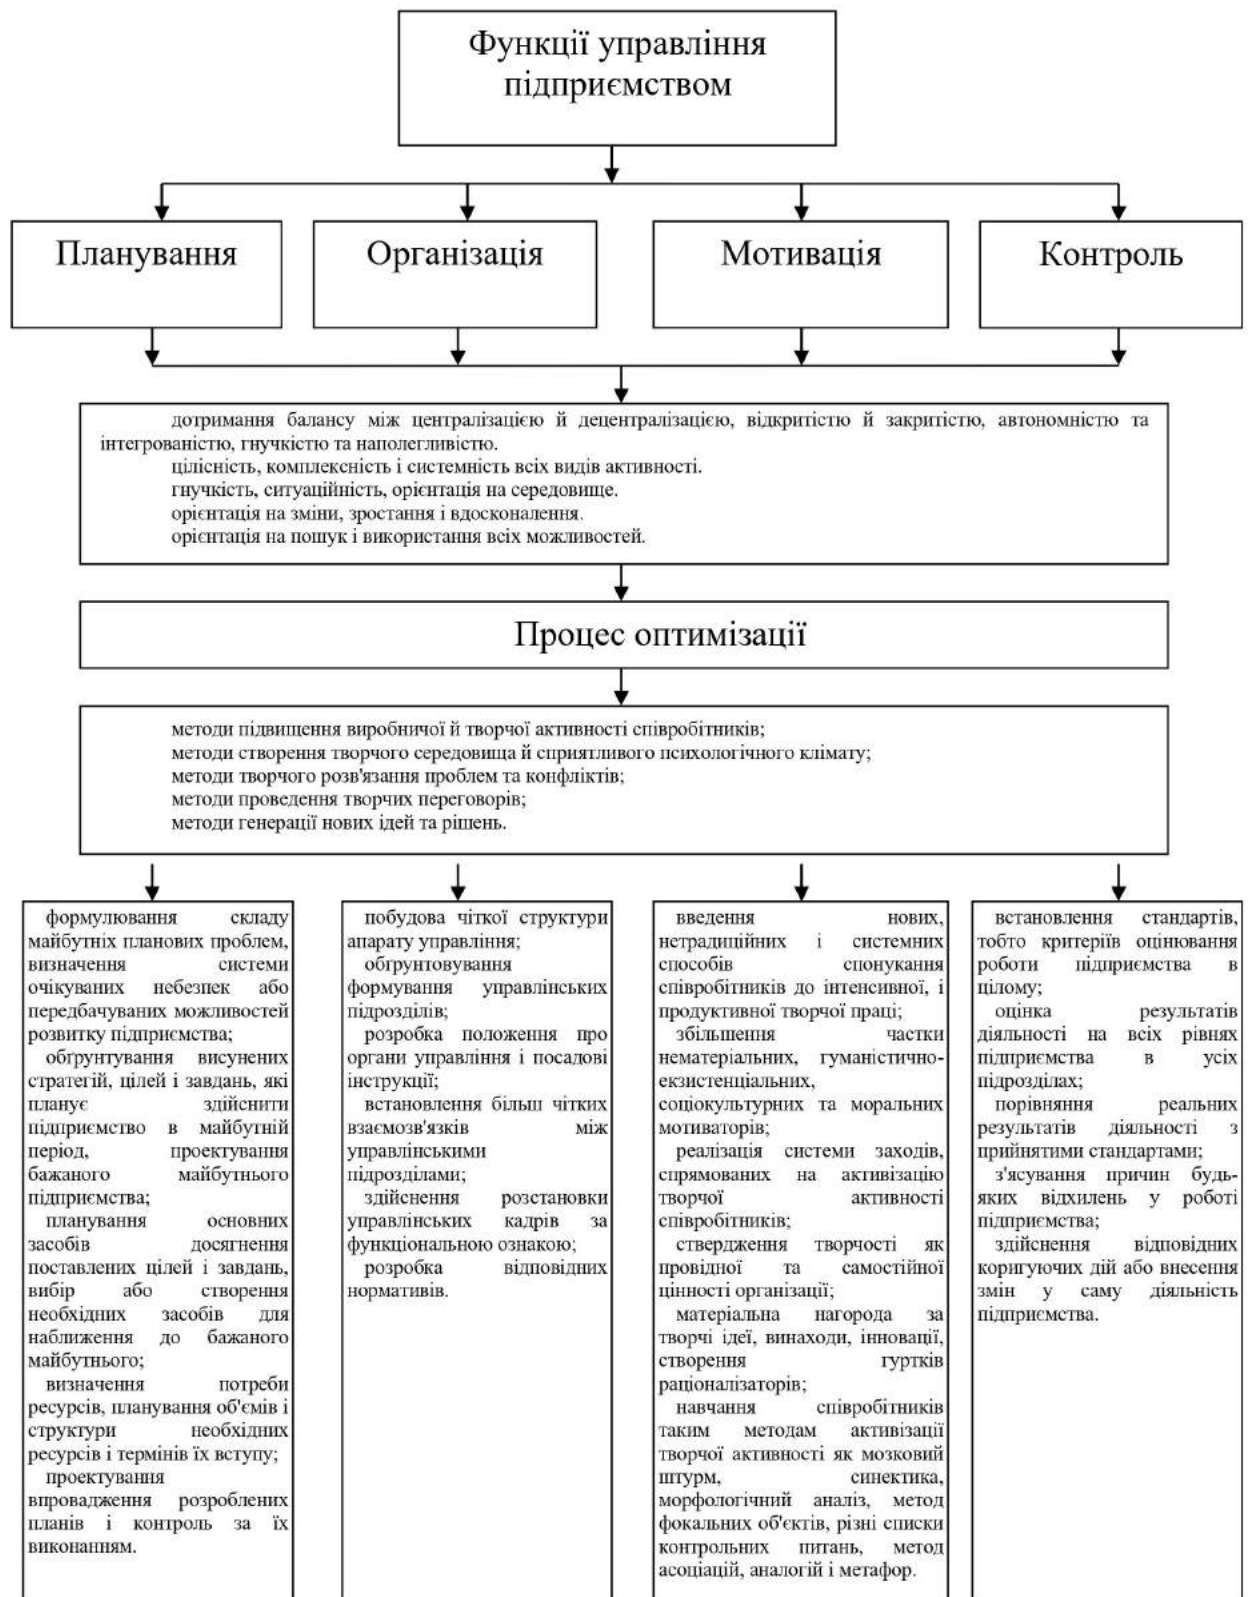 Функції управління
підприємством
Планування
Організація
Мотивація
Контроль
дотримання балансу між централізацією й децентралізацією, відкритістю й закритістю, автономністю та
інтегрованістю, гнучкістю та наполегливістю.
цілісність, комплексність і системність всіх видів активності.
гнучкість, ситуаційність, орієнтація на середовище.
орієнтація на зміни, зростання і вдосконалення.
орієнтація на пошук і використання всіх можливостей.
Процес оптимізації
методи підвищення виробничої й творчої активності співробітників;
методи створення творчого середовища й сприятливого психологічного клімату;
методи творчого розв'язання проблем та конфліктів;
методи проведення творчих переговорів;
методи генерації нових ідей та рішень.
формулювання складу
майбутніх планових проблем,
визначення системи
очікуваних небезпек або
передбачуваних можливостей
розвитку підприємства;
обґрунтування висунених
стратегій, цілей і завдань, які
планує здійснити
підприємство в майбутній
період, проектування
бажаного майбутнього
підприємства;
планування основних
засобів досягнення
поставлених цілей і завдань,
вибір або створення
необхідних засобів для
наближення до бажаного
майбутнього;
визначення потреби
ресурсів, планування об'ємів і
структури необхідних
ресурсів і термінів їх вступу;
проектування
впровадження розроблених
планів і контроль за їх
виконанням.
побудова чіткої структури
апарату управління;
обґрунтовування
формування управлінських
підрозділів;
розробка положення про
органи управління і посадові
інструкції;
встановлення більш чітких
взаємозв'язків між
управлінськими
підрозділами;
здійснення розстановки
управлінських кадрів за
функціональною ознакою;
розробка відповідних
нормативів.
введення нових,
нетрадиційних і системних
способів спонукання
співробітників до інтенсивної, і
продуктивної творчої праці;
збільшення частки
нематеріальних, гуманістично-
екзистенціальних,
соціокультурних та моральних
мотиваторів;
реалізація системи заходів,
спрямованих на активізацію
творчої активності
співробітників;
ствердження творчості як
провідної та самостійної
цінності організації;
матеріальна нагорода за
творчі ідеї, винаходи, інновації,
створення гуртків
раціоналізаторів;
навчання співробітників
таким методам активізації
творчої активності як мозковий
штурм, синектика,
морфологічний аналіз, метод
фокальних об'єктів, різні списки
контрольних питань, метод
асоціацій, аналогій і метафор.
встановлення стандартів,
тобто критеріїв оцінювання
роботи підприємства в
цілому;
оцінка результатів
діяльності на всіх рівнях
підприємства в усіх
підрозділах;
порівняння реальних
результатів діяльності з
прийнятими стандартами;
з'ясування причин будь-
яких відхилень у роботі
підприємства;
здійснення відповідних
коригуючих дій або внесення
змін у саму діяльність
підприємства.